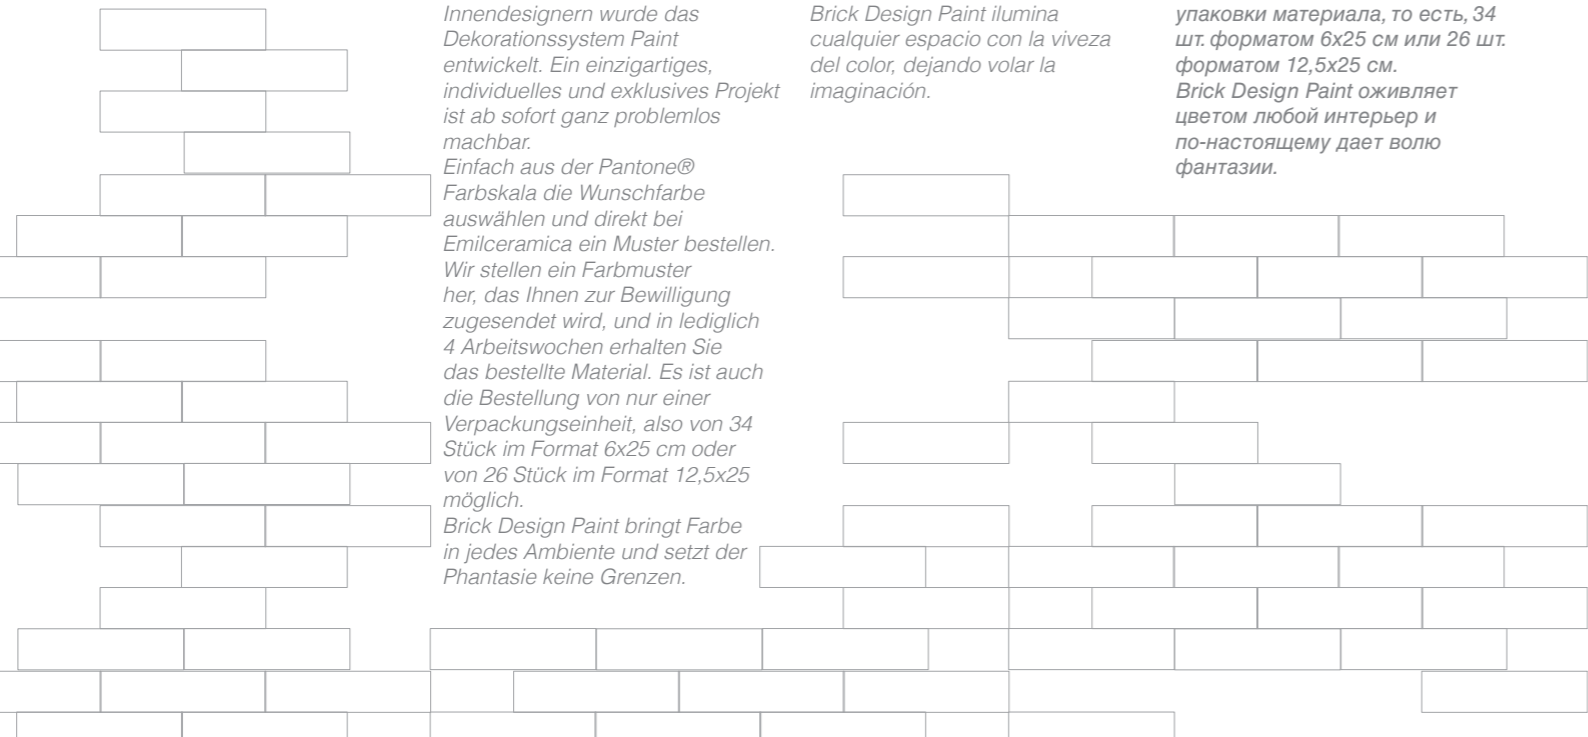 Innendesignern wurde das
Dekorationssystem Paint
entwickelt. Ein einzigartiges,
individuelles und exklusives Projekt
ist ab sofort ganz problemlos
machbar.
Einfach aus der Pantone®
Farbskala die Wunschfarbe
auswählen und direkt bei
Emilceramica ein Muster bestellen.
Wir stellen ein Farbmuster
her, das Ihnen zur Bewilligung
zugesendet wird, und in lediglich
4 Arbeitswochen erhalten Sie
das bestellte Material. Es ist auch
die Bestellung von nur einer
Verpackungseinheit, also von 34
Stück im Format 6x25 cm oder
von 26 Stück im Format 12,5x25
möglich.
Brick Design Paint bringt Farbe
in jedes Ambiente und setzt der
Phantasie keine Grenzen.
Brick Design Paint ilumina
cualquier espacio con la viveza
del color, dejando volar la
imaginación.
упаковки материала, то есть, 34
шт. форматом 6x25 см или 26 шт.
форматом 12,5x25 см.
Brick Design Paint оживляет
цветом любой интерьер и
по-настоящему дает волю
фантазии.